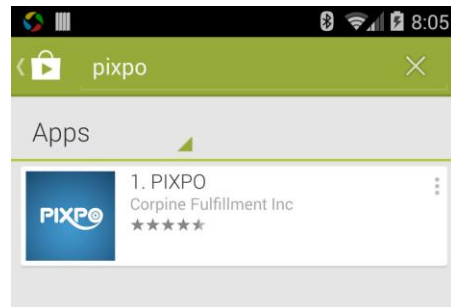 8:05
pixpo
Apps
1. PIXPO
Corpine Fulfillment Inc
PIXPO